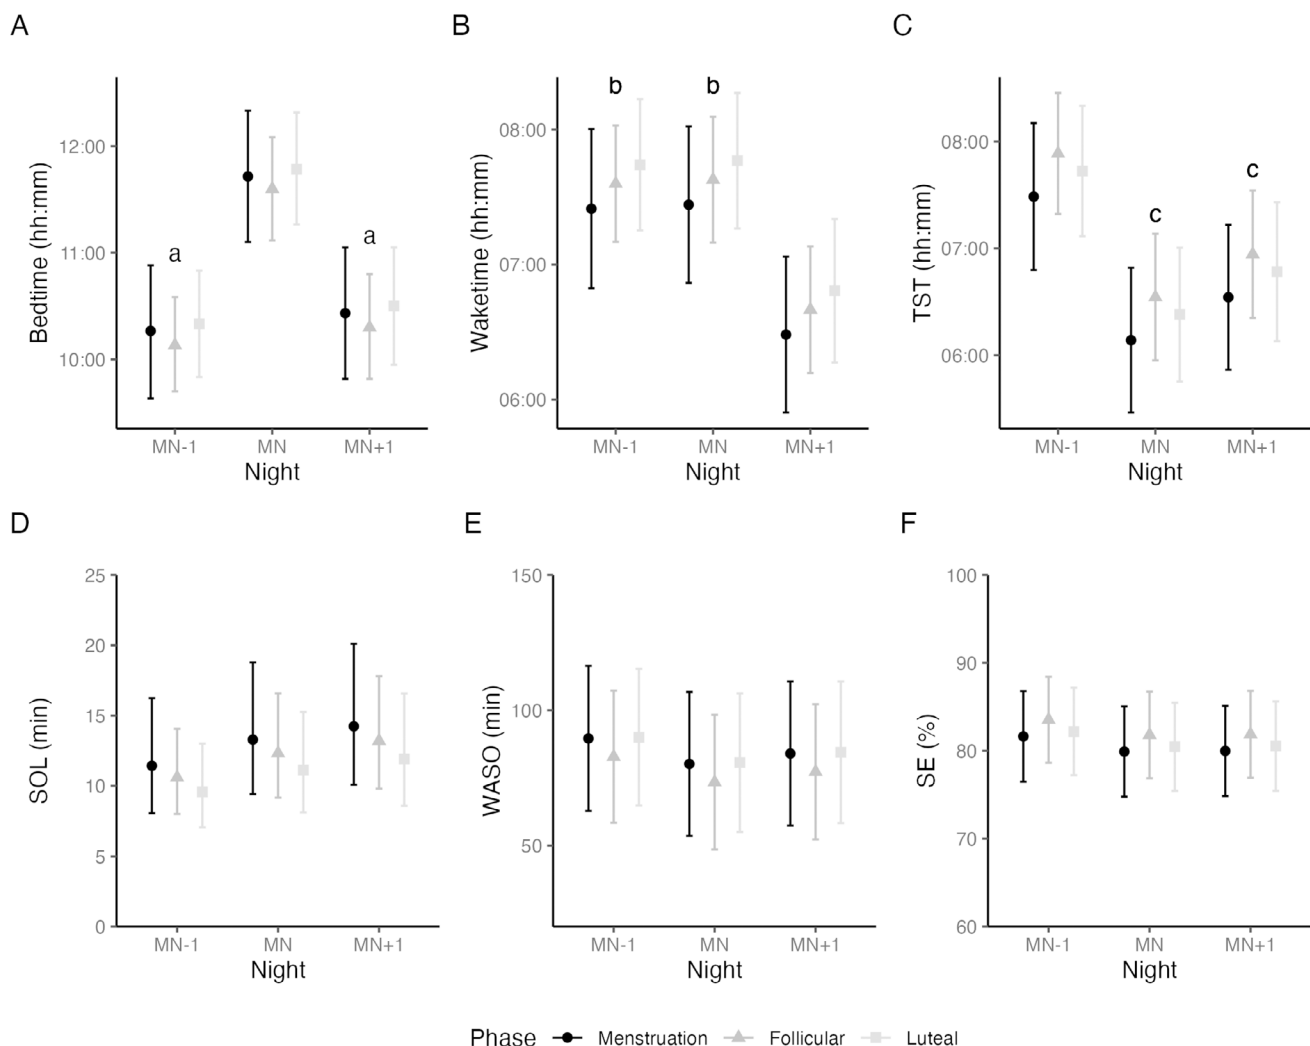 A
Bedtime (hh:mm)
12:00
11:00
10:00
a
a
MN-1
MN
MN+1
Night
B
Waketime (hh:mm)
08:00
07:00
06:00
b
b
MN-1
MN
MN+1
Night
C
TST (hh:mm)
08:00
07:00
06:00
c
c
MN-1
MN
MN+1
Night
D
SOL (min)
25
20
15
10
5
0
MN-1
MN
MN+1
Night
E
WASO (min)
150
100
50
MN-1
MN
MN+1
Night
F
SE (%)
100
90
80
70
60
MN-1
MN
MN+1
Night
Phase Menstruation Follicular Luteal